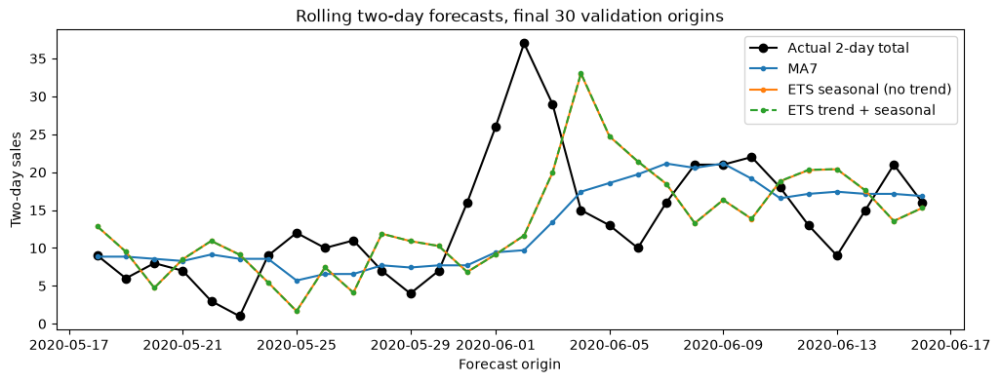 Rolling two-day forecasts, final 30 validation origins
Two-day sales
35
30
25
20
15
10
5
0
Actual 2-day total
MA7
ETS seasonal (no trend)
ETS trend + seasonal
2020-05-17
2020-05-21
2020-05-25
2020-05-29
2020-06-01
2020-06-05
2020-06-09
2020-06-13
2020-06-17
Forecast origin